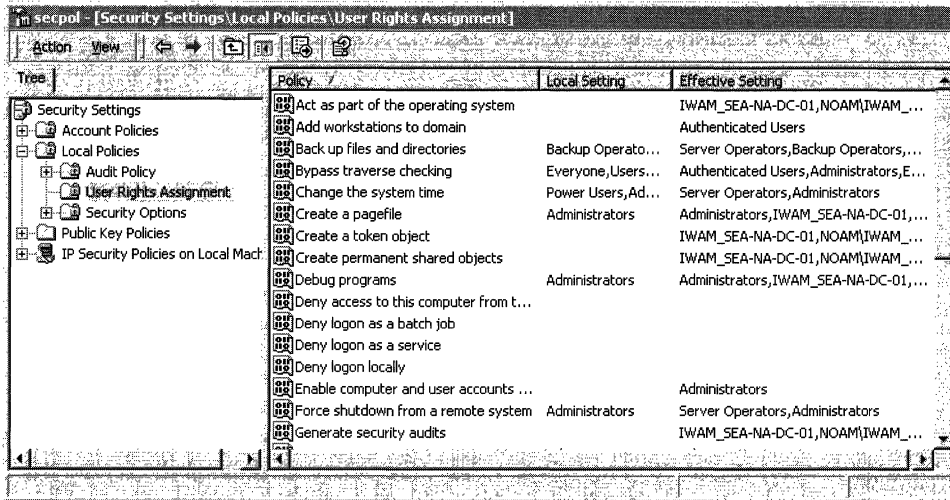 secpol - [Security Settings\Local Policies\User Rights Assignment]
Action View
Tree
Security Settings
Account Policies
Local Policies
Audit Policy
User Rights Assignment
Security Options
Public Key Policies
IP Security Policies on Local Mach
Policy Local Setting Effective Setting
Act as part of the operating system IWAM_SEA-NA-DC-01,NOAM\IWAM_...
Add workstations to domain Authenticated Users
Back up files and directories Backup Operato... Server Operators,Backup Operators,...
Bypass traverse checking Everyone,Users... Authenticated Users,Administrators,E...
Change the system time Power Users,Ad... Server Operators,Administrators
Create a pagefile Administrators Administrators,IWAM_SEA-NA-DC-01,...
Create a token object IWAM_SEA-NA-DC-01,NOAM\IWAM_...
Create permanent shared objects IWAM_SEA-NA-DC-01,NOAM\IWAM_...
Debug programs Administrators Administrators,IWAM_SEA-NA-DC-01,...
Deny access to this computer from t...
Deny logon as a batch job
Deny logon as a service
Deny logon locally
Enable computer and user accounts ... Administrators
Force shutdown from a remote system Administrators Server Operators,Administrators
Generate security audits IWAM_SEA-NA-DC-01,NOAM\IWAM_...